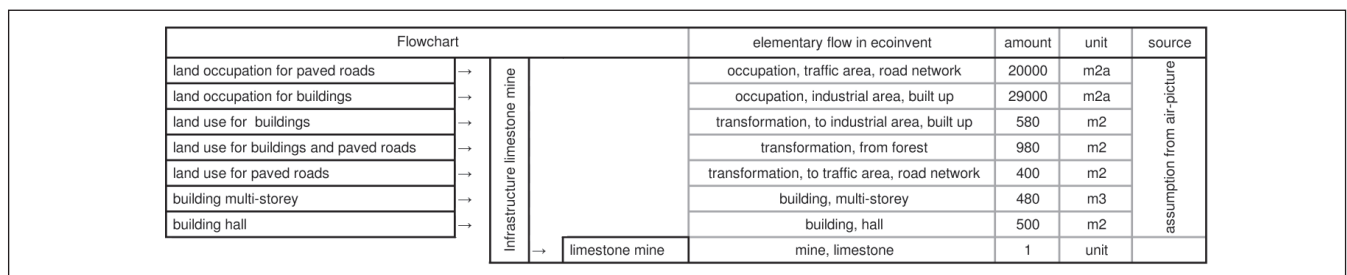 Flowchart elementary flow in ecoinvent amount unit source
land occupation for paved roads → occupation, traffic area, road network 20000 m2a
land occupation for buildings → occupation, industrial area, built up 29000 m2a
land use for buildings → transformation, to industrial area, built up 580 m2
land use for buildings and paved roads → transformation, from forest 980 m2
land use for paved roads → transformation, to traffic area, road network 400 m2
building multi-storey → building, multi-storey 480 m3
building hall → building, hall 500 m2
Infrastructure limestone mine
→ limestone mine mine, limestone 1 unit
assumption from air-picture